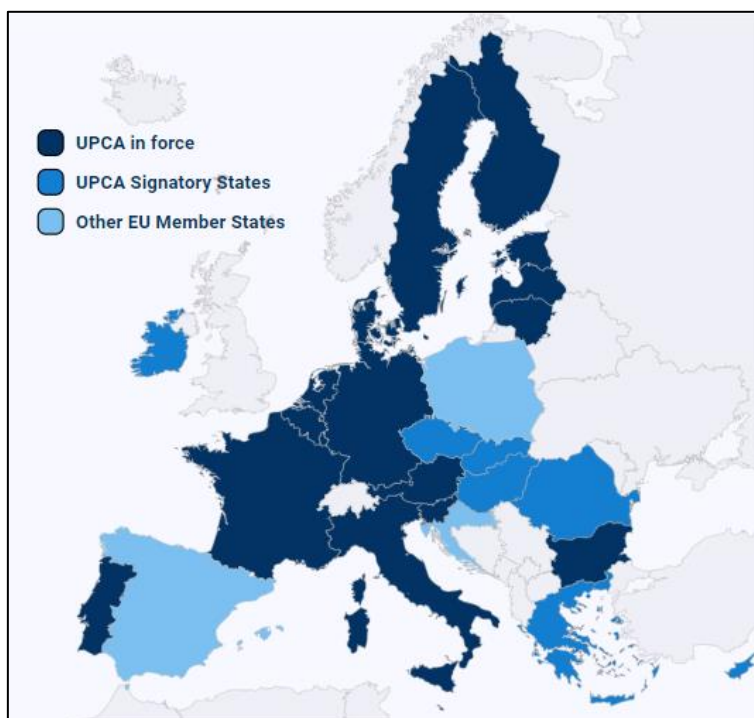 UPCA in force
UPCA Signatory States
Other EU Member States